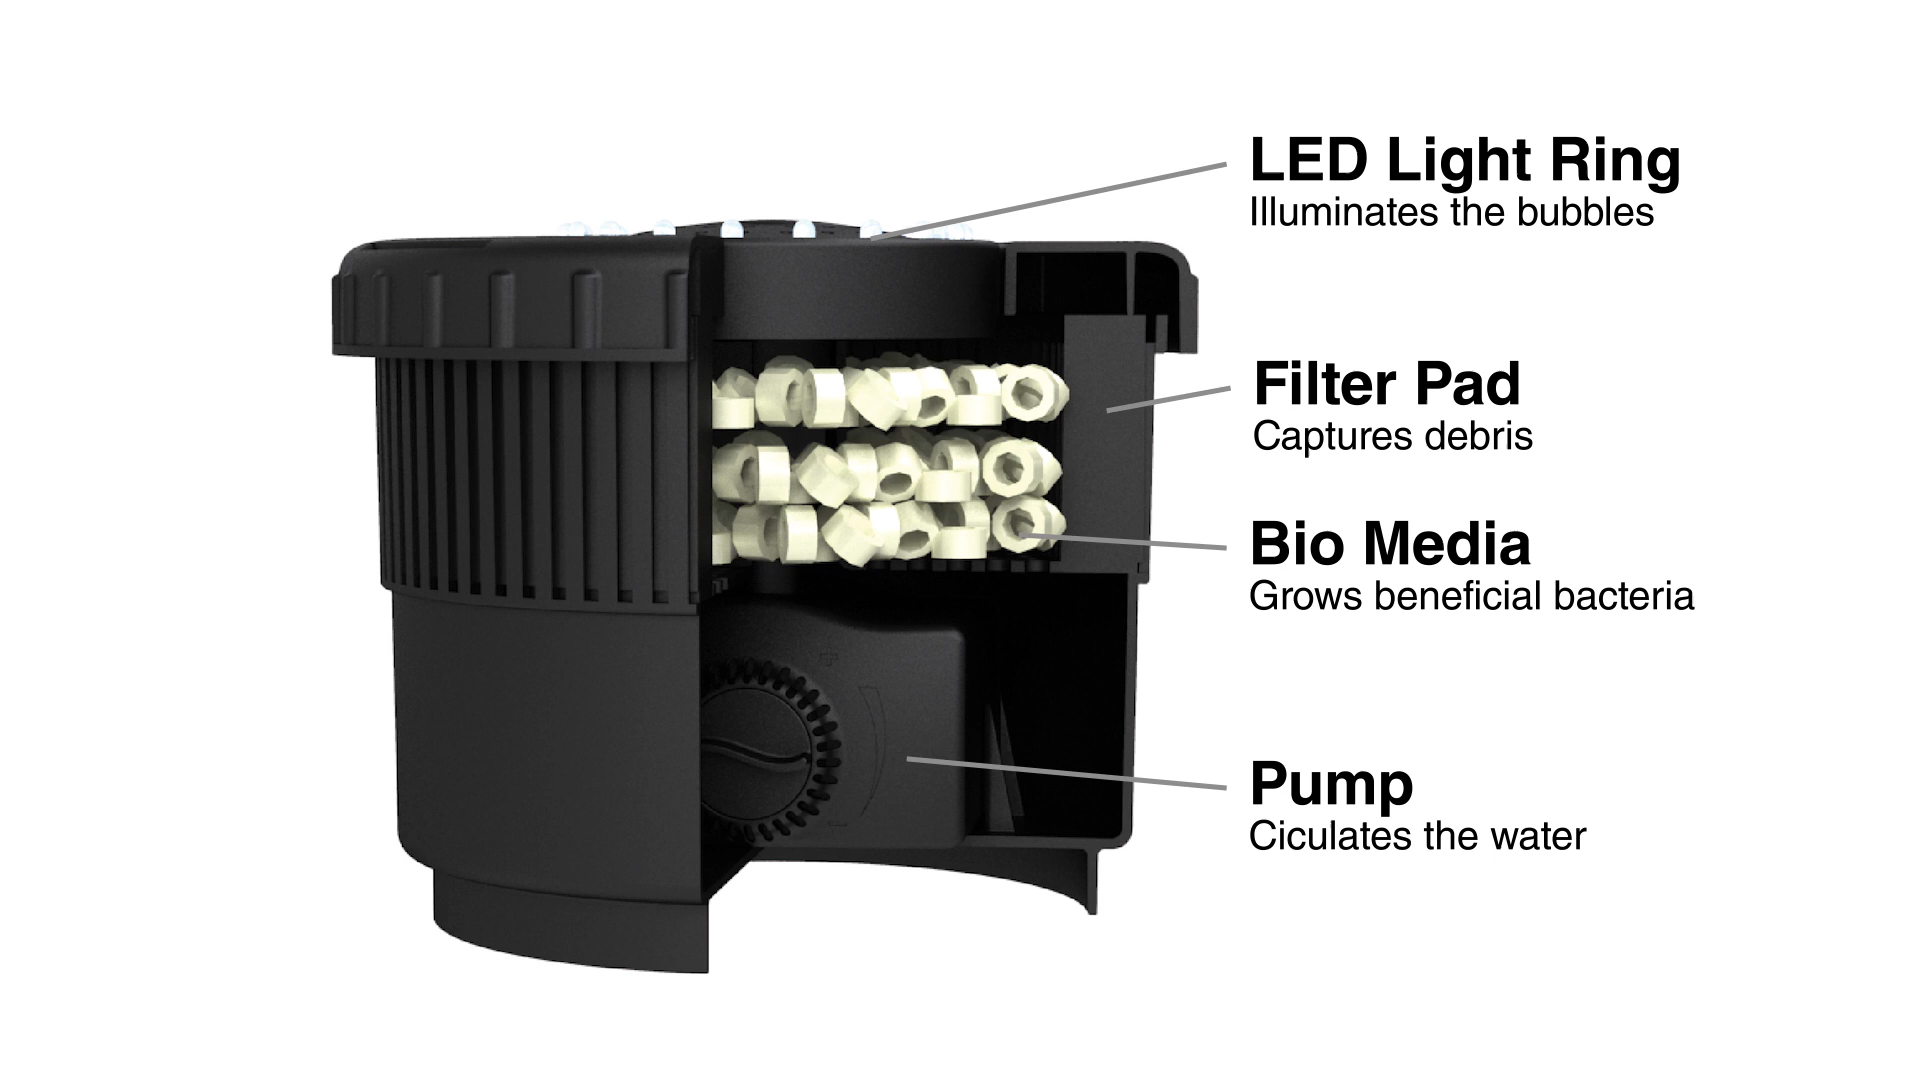 LED Light Ring
Illuminates the bubbles
Filter Pad
Captures debris
Bio Media
Grows beneficial bacteria
Pump
Ciculates the water